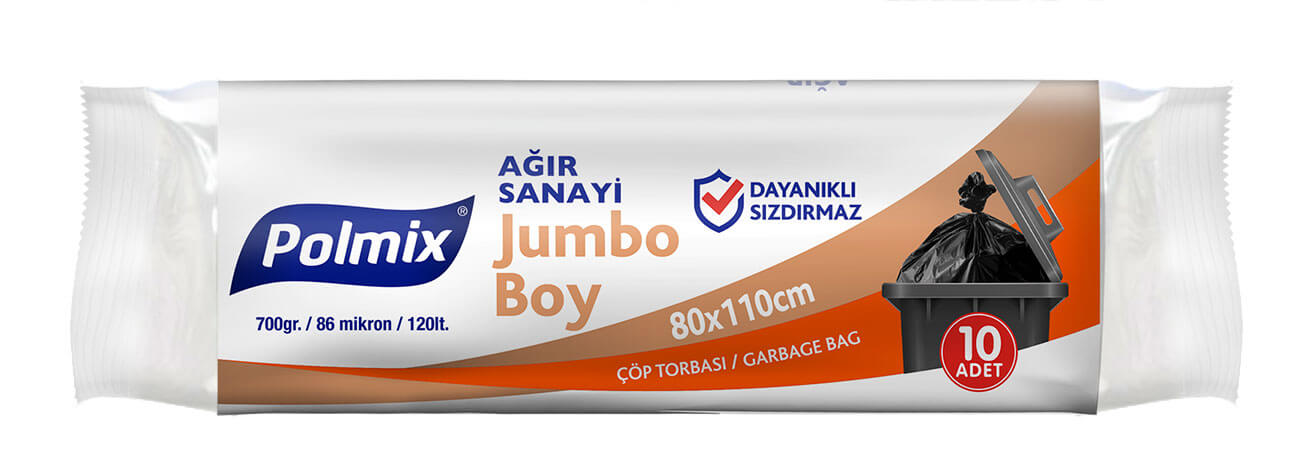 Polmix®
700gr. / 86 mikron / 120lt.
AĞIR
SANAYİ
Jumbo
Boy
DAYANIKLI
SIZDIRMAZ
80x110cm
ÇÖP TORBASI / GARBAGE BAG
10
ADET